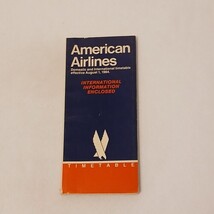 American
Airlines
Domestic and international timetable
effective August 1, 1984
INTERNATIONAL
INFORMATION
ENCLOSED
TIMETABLE